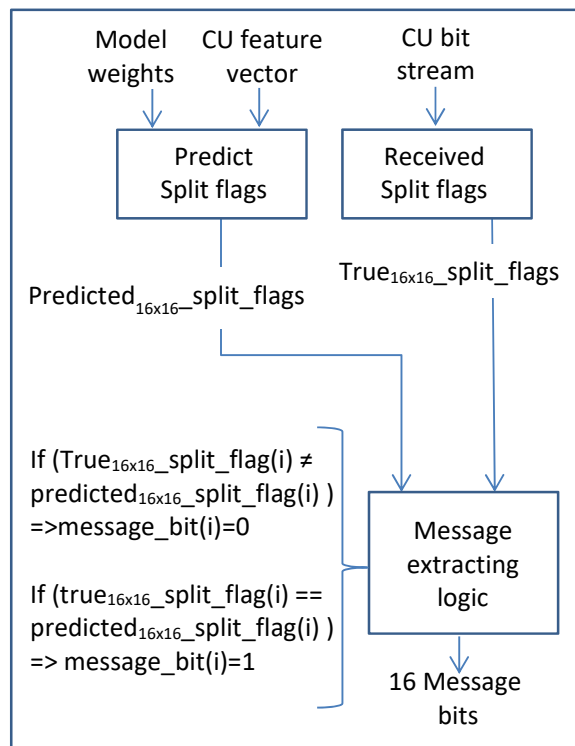 Model
weights
CU feature
vector
CU bit
stream
Predict
Split flags
Received
Split flags
True16x16_split_flags
Predicted16x16_split_flags
If (True16x16_split_flag(i) ≠
predicted16x16_split_flag(i) )
=>message_bit(i)=0
If (true16x16_split_flag(i) ==
predicted16x16_split_flag(i) )
=> message_bit(i)=1
Message
extracting
logic
16 Message
bits